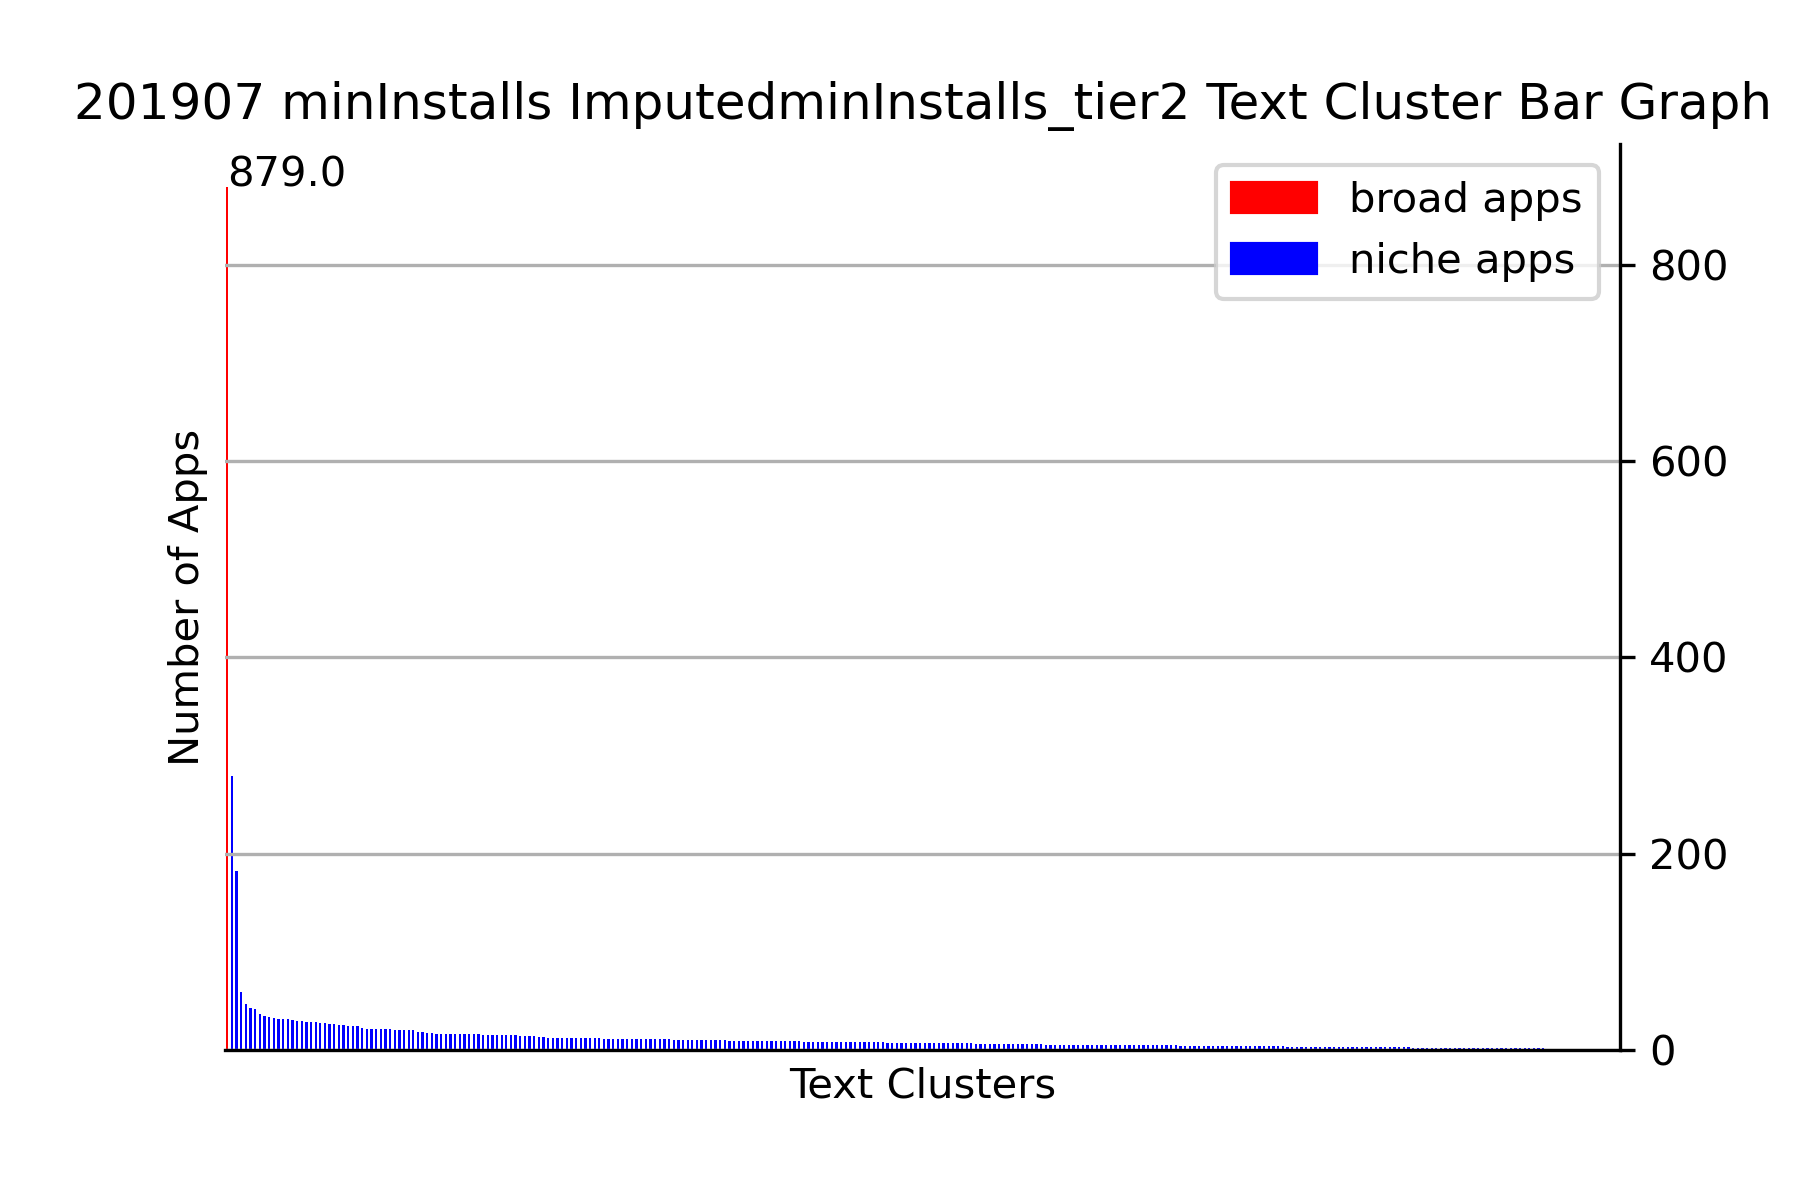 201907 minInstalls ImputedminInstalls_tier2 Text Cluster Bar Graph
879.0
broad apps
niche apps
800
600
400
200
0
Number of Apps
Text Clusters